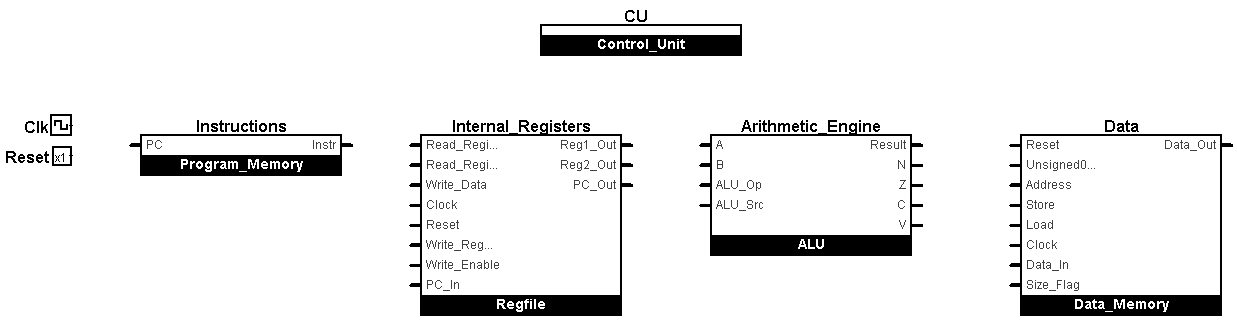 CU
Control_Unit
Clk
Reset x1
Instructions
PC Instr
Program_Memory
Internal_Registers
Read_Regi... Reg1_Out
Read_Regi... Reg2_Out
Write_Data PC_Out
Clock
Reset
Write_Reg...
Write_Enable
PC_In
Regfile
Arithmetic_Engine
A Result
B N
ALU_Op Z
ALU_Src C
V
ALU
Data
Reset Data_Out
Unsigned0...
Address
Store
Load
Clock
Data_In
Size_Flag
Data_Memory